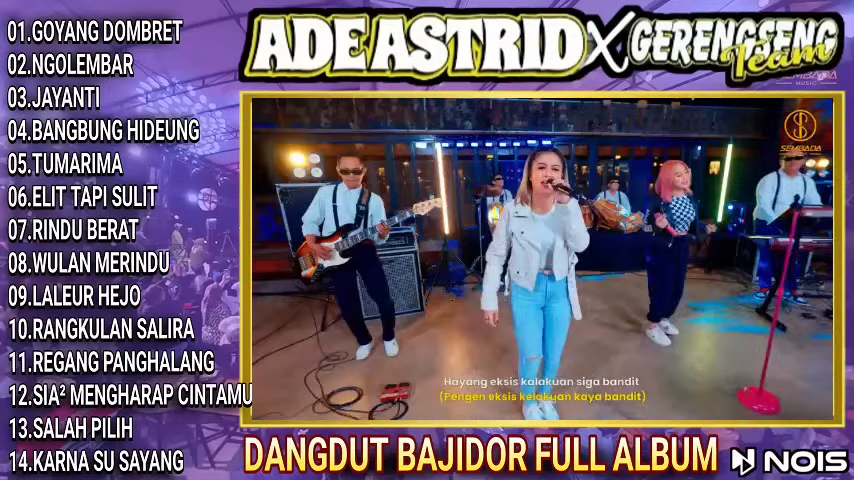 01.GOYANG DOMBRET
02.NGOLEMBAR
03.JAYANTI
04.BANGBUNG HIDEUNG
05.TUMARIMA
06.ELIT TAPI SULIT
07.RINDU BERAT
08.WULAN MERINDU
09.LALEUR HEJO
10.RANGKULAN SALIRA
11.REGANG PANGHALANG
12.SIA² MENGHARAP CINTAMU
13.SALAH PILIH
14.KARNA SU SAYANG
ADE ASTRID X GERENGSENG
Team
SEMBADA
MUSIC
SEMBADA
Hayang eksis kalakuan siga bandit
(Pengen eksis kelakuan kaya bandit)
DANGDUT BAJIDOR FULL ALBUM
NOIS